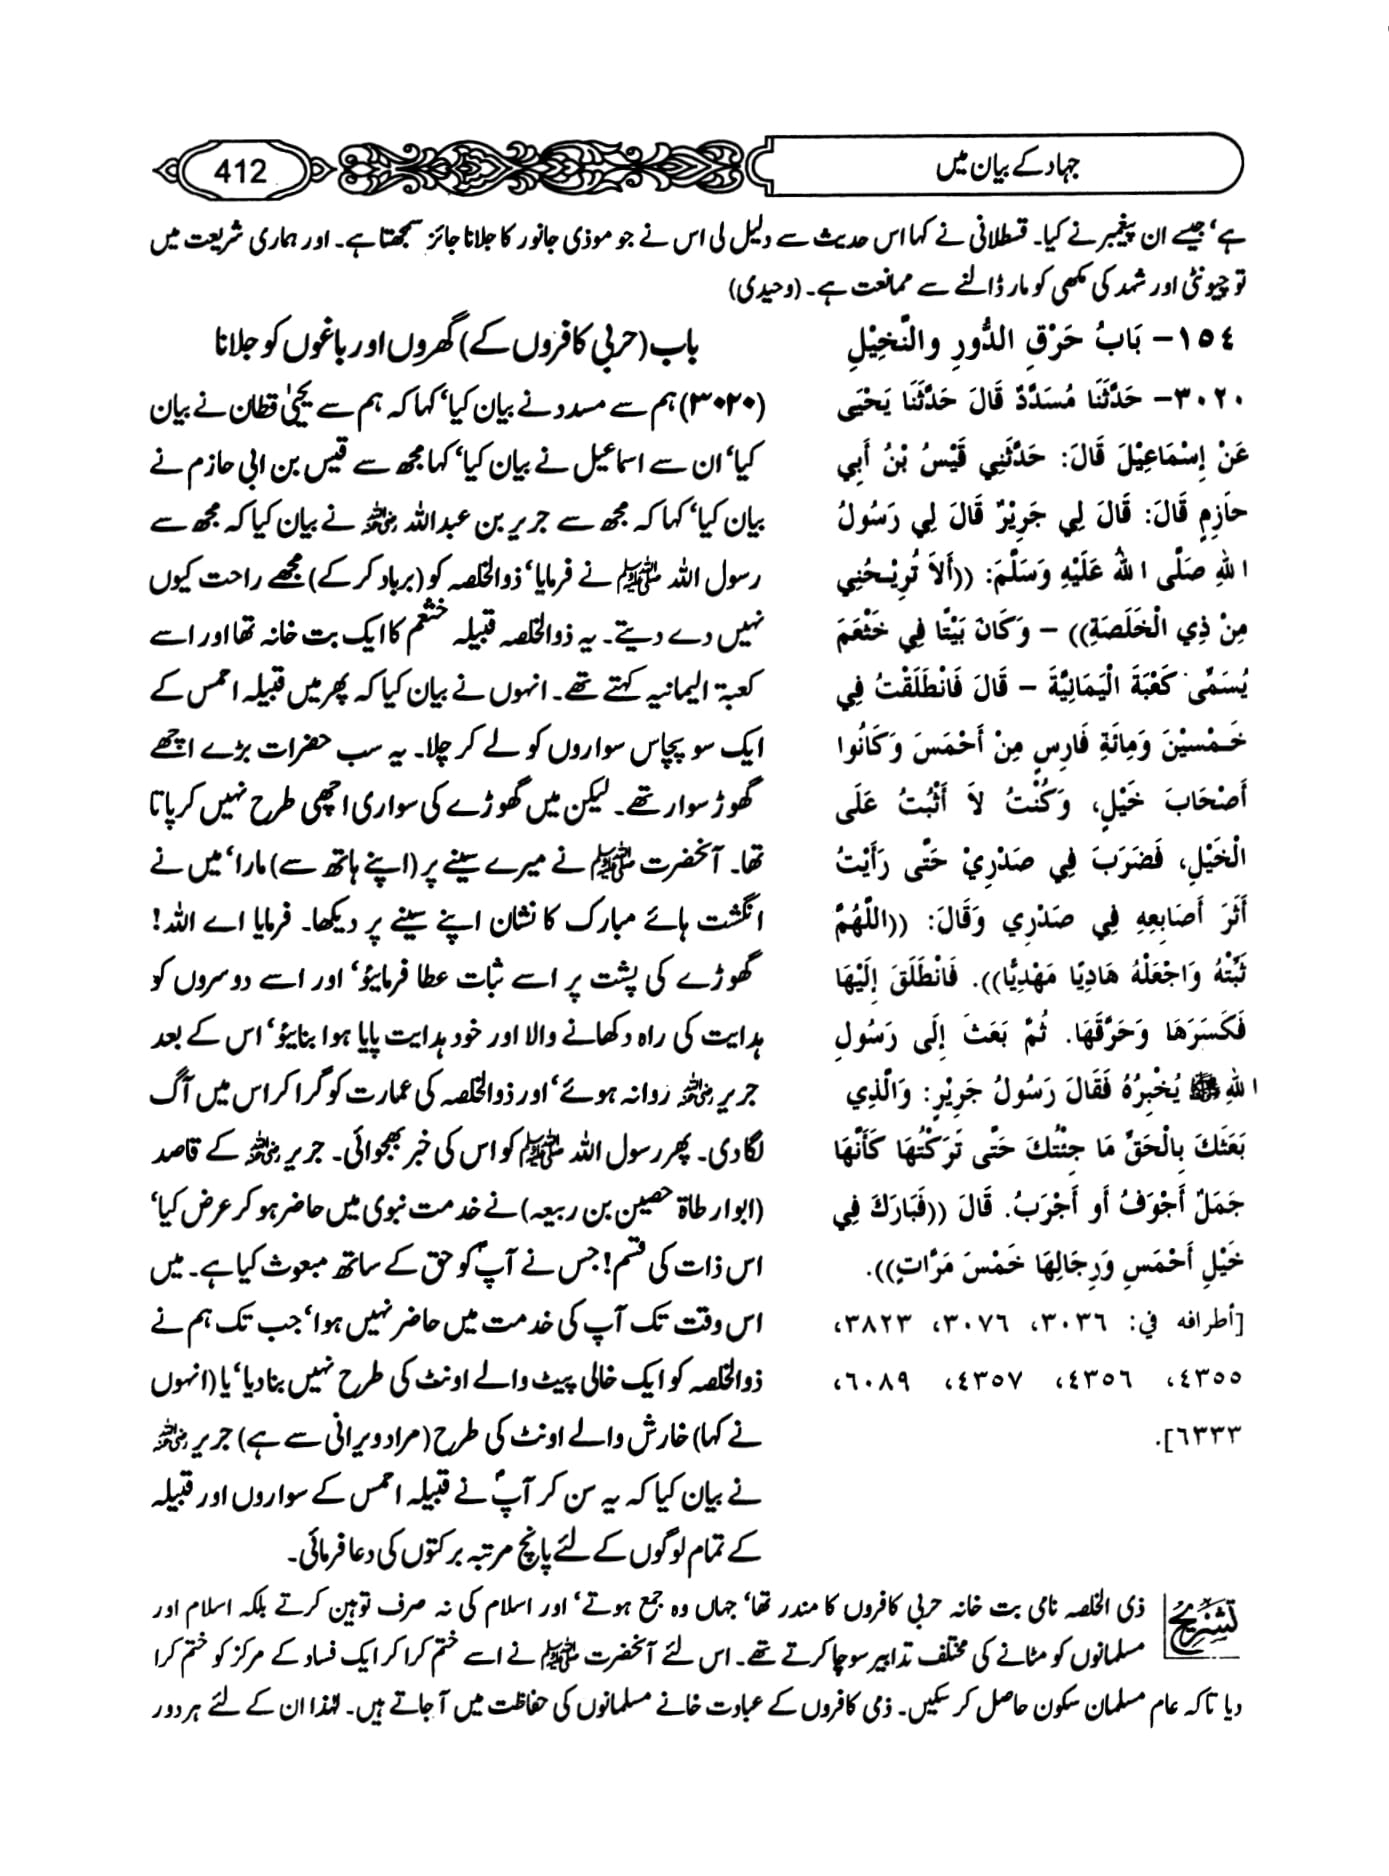 جہاد کے بیان میں
412
ہے‘ جیسے ان پیغمبر نے کیا۔ قسطلانی نے کہا اس حدیث سے دلیل لی اس نے جو موذی جانور کا جلانا جائز سمجھتا ہے۔ اور ہماری شریعت میں
تو چیونٹی اور شہد کی مکھی کو مار ڈالنے سے ممانعت ہے۔ (وحیدی)
١٥٤- بَابُ حَرْقِ الدُّورِ والنَّخِيْلِ
٣٠٢٠- حَدَّثَنَا مُسَدَّدٌ قَالَ حَدَّثَنَا يَحْيَى
عَنْ إِسْمَاعِيْلَ قَالَ: حَدَّثَنِي قَيْسُ بْنُ أَبِي
حَازِمٍ قَالَ: قَالَ لِي جَرِيْرٌ قَالَ لِي رَسُولُ
اللهِ صَلَّى اللهُ عَلَيْهِ وَسَلَّمَ: ((أَلاَ تُرِيْحُنِي
مِنْ ذِي الْخَلَصَةِ)) – وَكَانَ بَيْتًا فِي خَثْعَمَ
يُسَمَّى كَعْبَةَ الْيَمَانِيَّةَ – قَالَ فَانْطَلَقْتُ فِي
خَمْسِيْنَ وَمِائَةِ فَارِسٍ مِنْ أَحْمَسَ وَكَانُوا
أَصْحَابَ خَيْلٍ، وَكُنْتُ لاَ أَثْبُتُ عَلَى
الْخَيْلِ، فَضَرَبَ فِي صَدْرِيْ حَتَّى رَأَيْتُ
أَثَرَ أَصَابِعِهِ فِي صَدْرِي وَقَالَ: ((اللَّهُمَّ
ثَبِّتْهُ وَاجْعَلْهُ هَادِيًا مَهْدِيًّا)). فَانْطَلَقَ إِلَيْهَا
فَكَسَرَهَا وَحَرَّقَهَا. ثُمَّ بَعَثَ إِلَى رَسُولِ
اللهِ ﷺ يُخْبِرُهُ فَقَالَ رَسُولُ جَرِيْرٍ: وَالَّذِي
بَعَثَكَ بِالْحَقِّ مَا جِئْتُكَ حَتَّى تَرَكْتُهَا كَأَنَّهَا
جَمَلٌ أَجْوَفُ أَو أَجْرَبُ. قَالَ ((فَبَارَكَ فِي
خَيْلِ أَحْمَسِ وَرِجَالِهَا خَمْسَ مَرَّاتٍ)).
[أطرافه في: ٣٠٣٦، ٣٠٧٦، ٣٨٢٣،
٤٣٥٥، ٤٣٥٦، ٤٣٥٧، ٦٠٨٩،
٦٣٣٣].
باب (حربی کافروں کے) گھروں اور باغوں کو جلانا
(۳۰۲۰) ہم سے مسدد نے بیان کیا‘ کہا کہ ہم سے یحییٰ قطان نے بیان
کیا‘ ان سے اسماعیل نے بیان کیا‘ کہا مجھ سے قیس بن ابی حازم نے
بیان کیا‘ کہا کہ مجھ سے جریر بن عبداللہ رضی اللہ عنہ نے بیان کیا کہ مجھ سے
رسول اللہ ﷺ نے فرمایا‘ ذوالخلصہ کو (برباد کر کے) مجھے راحت کیوں
نہیں دے دیتے۔ یہ ذوالخلصہ قبیلہ خثعم کا ایک بت خانہ تھا اور اسے
کعبۃ الیمانیہ کہتے تھے۔ انہوں نے بیان کیا کہ پھر میں قبیلہ احمس کے
ایک سو پچاس سواروں کو لے کر چلا۔ یہ سب حضرات بڑے اچھے
گھوڑ سوار تھے۔ لیکن میں گھوڑے کی سواری اچھی طرح نہیں کر پاتا
تھا۔ آنحضرت ﷺ نے میرے سینے پر (اپنے ہاتھ سے) مارا‘ میں نے
انگشت ہائے مبارک کا نشان اپنے سینے پر دیکھا۔ فرمایا اے اللہ!
گھوڑے کی پشت پر اسے ثبات عطا فرمائیو‘ اور اسے دوسروں کو
ہدایت کی راہ دکھانے والا اور خود ہدایت پایا ہوا بنائیو‘ اس کے بعد
جریر رضی اللہ عنہ روانہ ہوئے‘ اور ذوالخلصہ کی عمارت کو گرا کر اس میں آگ
لگا دی۔ پھر رسول اللہ ﷺ کو اس کی خبر بھجوائی۔ جریر رضی اللہ عنہ کے قاصد
(ابوارطاۃ حصین بن ربیعہ) نے خدمت نبوی میں حاضر ہو کر عرض کیا‘
اس ذات کی قسم! جس نے آپؐ کو حق کے ساتھ مبعوث کیا ہے۔ میں
اس وقت تک آپ کی خدمت میں حاضر نہیں ہوا‘ جب تک ہم نے
ذوالخلصہ کو ایک خالی پیٹ والے اونٹ کی طرح نہیں بنا دیا‘ یا (انہوں
نے کہا) خارش والے اونٹ کی طرح (مراد ویرانی سے ہے) جریر رضی اللہ عنہ
نے بیان کیا کہ یہ سن کر آپؐ نے قبیلہ احمس کے سواروں اور قبیلہ
کے تمام لوگوں کے لئے پانچ مرتبہ برکتوں کی دعا فرمائی۔
تشریح
ذی الخلصہ نامی بت خانہ حربی کافروں کا مندر تھا‘ جہاں وہ جمع ہوتے‘ اور اسلام کی نہ صرف توہین کرتے بلکہ اسلام اور
مسلمانوں کو مٹانے کی مختلف تدابیر سوچا کرتے تھے۔ اس لئے آنحضرت ﷺ نے اسے ختم کرا کر ایک فساد کے مرکز کو ختم کرا
دیا تاکہ عام مسلمان سکون حاصل کر سکیں۔ ذمی کافروں کے عبادت خانے مسلمانوں کی حفاظت میں آ جاتے ہیں۔ لہٰذا ان کے لئے ہر دور